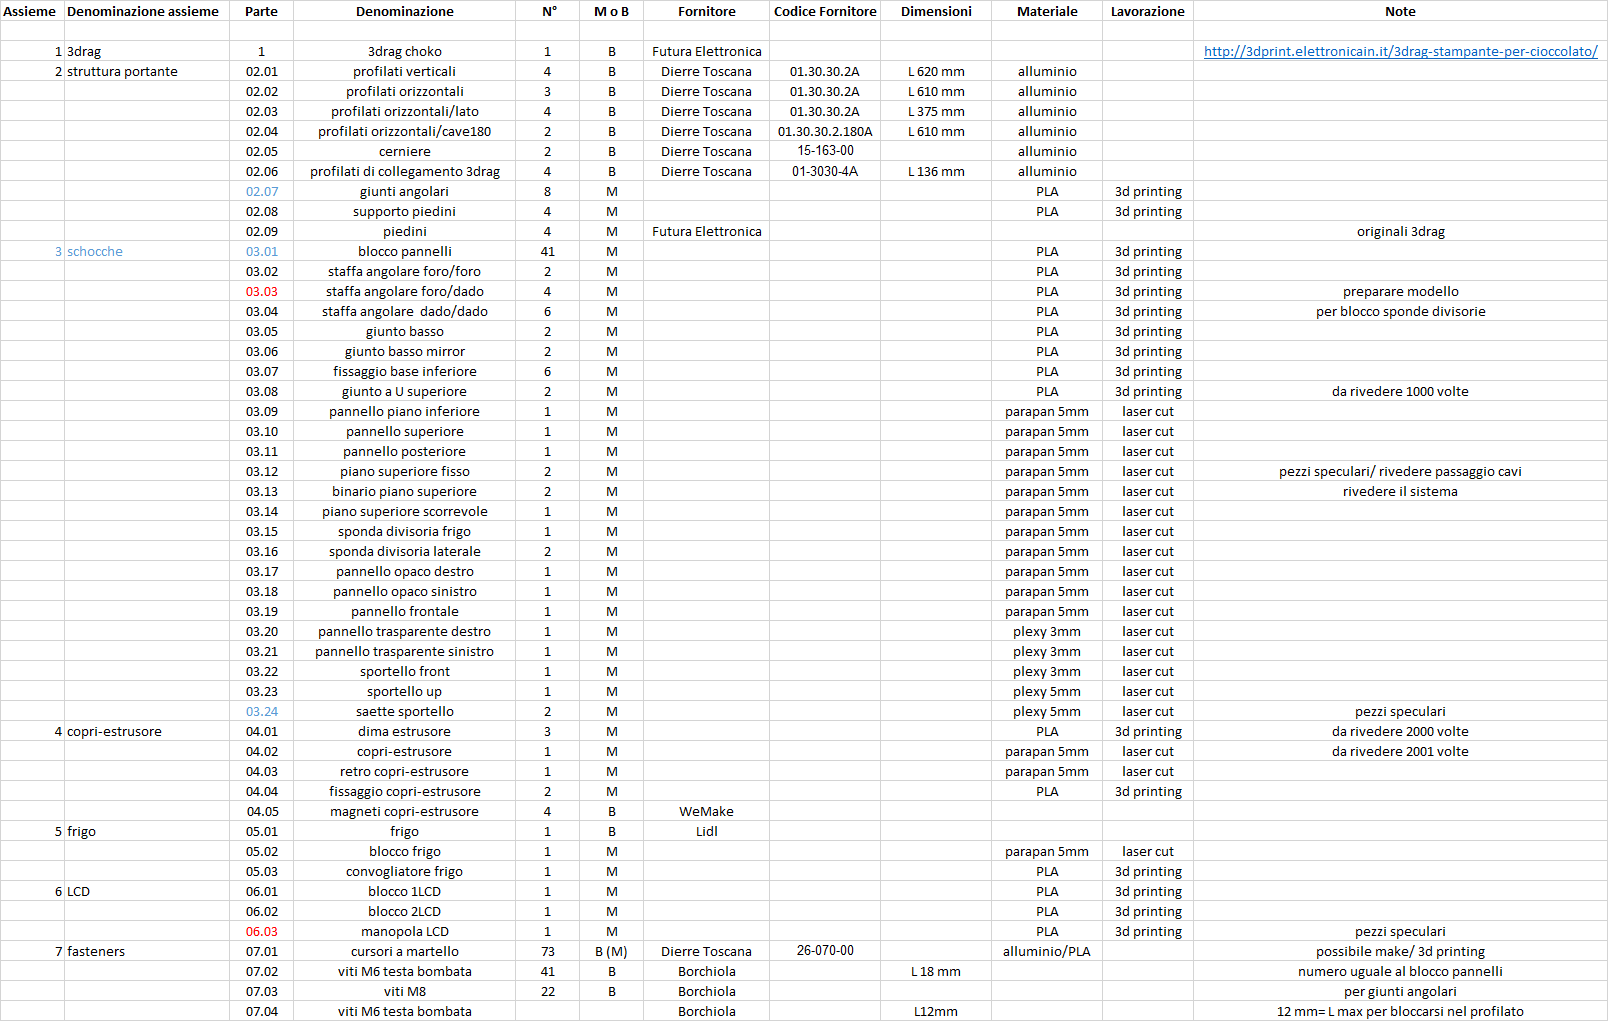 Assieme Denominazione assieme Parte Denominazione N° M o B Fornitore Codice Fornitore Dimensioni Materiale Lavorazione Note
1 3drag 1 3drag choko 1 B Futura Elettronica http://3dprint.elettronicain.it/3drag-stampante-per-cioccolato/
2 struttura portante 02.01 profilati verticali 4 B Dierre Toscana 01.30.30.2A L 620 mm alluminio
02.02 profilati orizzontali 3 B Dierre Toscana 01.30.30.2A L 610 mm alluminio
02.03 profilati orizzontali/lato 4 B Dierre Toscana 01.30.30.2A L 375 mm alluminio
02.04 profilati orizzontali/cave180 2 B Dierre Toscana 01.30.30.2.180A L 610 mm alluminio
02.05 cerniere 2 B Dierre Toscana 15-163-00 alluminio
02.06 profilati di collegamento 3drag 4 B Dierre Toscana 01-3030-4A L 136 mm alluminio
02.07 giunti angolari 8 M PLA 3d printing
02.08 supporto piedini 4 M PLA 3d printing
02.09 piedini 4 M Futura Elettronica originali 3drag
3 schocche 03.01 blocco pannelli 41 M PLA 3d printing
03.02 staffa angolare foro/foro 2 M PLA 3d printing
03.03 staffa angolare foro/dado 4 M PLA 3d printing preparare modello
03.04 staffa angolare  dado/dado 6 M PLA 3d printing per blocco sponde divisorie
03.05 giunto basso 2 M PLA 3d printing
03.06 giunto basso mirror 2 M PLA 3d printing
03.07 fissaggio base inferiore 6 M PLA 3d printing
03.08 giunto a U superiore 2 M PLA 3d printing da rivedere 1000 volte
03.09 pannello piano inferiore 1 M parapan 5mm laser cut
03.10 pannello superiore 1 M parapan 5mm laser cut
03.11 pannello posteriore 1 M parapan 5mm laser cut
03.12 piano superiore fisso 2 M parapan 5mm laser cut pezzi speculari/ rivedere passaggio cavi
03.13 binario piano superiore 2 M parapan 5mm laser cut rivedere il sistema
03.14 piano superiore scorrevole 1 M parapan 5mm laser cut
03.15 sponda divisoria frigo 1 M parapan 5mm laser cut
03.16 sponda divisoria laterale 2 M parapan 5mm laser cut
03.17 pannello opaco destro 1 M parapan 5mm laser cut
03.18 pannello opaco sinistro 1 M parapan 5mm laser cut
03.19 pannello frontale 1 M parapan 5mm laser cut
03.20 pannello trasparente destro 1 M plexy 3mm laser cut
03.21 pannello trasparente sinistro 1 M plexy 3mm laser cut
03.22 sportello front 1 M plexy 3mm laser cut
03.23 sportello up 1 M plexy 5mm laser cut
03.24 saette sportello 2 M plexy 5mm laser cut pezzi speculari
4 copri-estrusore 04.01 dima estrusore 3 M PLA 3d printing da rivedere 2000 volte
04.02 copri-estrusore 1 M parapan 5mm laser cut da rivedere 2001 volte
04.03 retro copri-estrusore 1 M parapan 5mm laser cut
04.04 fissaggio copri-estrusore 2 M PLA 3d printing
04.05 magneti copri-estrusore 4 B WeMake
5 frigo 05.01 frigo 1 B Lidl
05.02 blocco frigo 1 M parapan 5mm laser cut
05.03 convogliatore frigo 1 M PLA 3d printing
6 LCD 06.01 blocco 1LCD 1 M PLA 3d printing
06.02 blocco 2LCD 1 M PLA 3d printing
06.03 manopola LCD 1 M PLA 3d printing pezzi speculari
7 fasteners 07.01 cursori a martello 73 B (M) Dierre Toscana 26-070-00 alluminio/PLA possibile make/ 3d printing
07.02 viti M6 testa bombata 41 B Borchiola L 18 mm numero uguale al blocco pannelli
07.03 viti M8 22 B Borchiola per giunti angolari
07.04 viti M6 testa bombata Borchiola L12mm 12 mm= L max per bloccarsi nel profilato